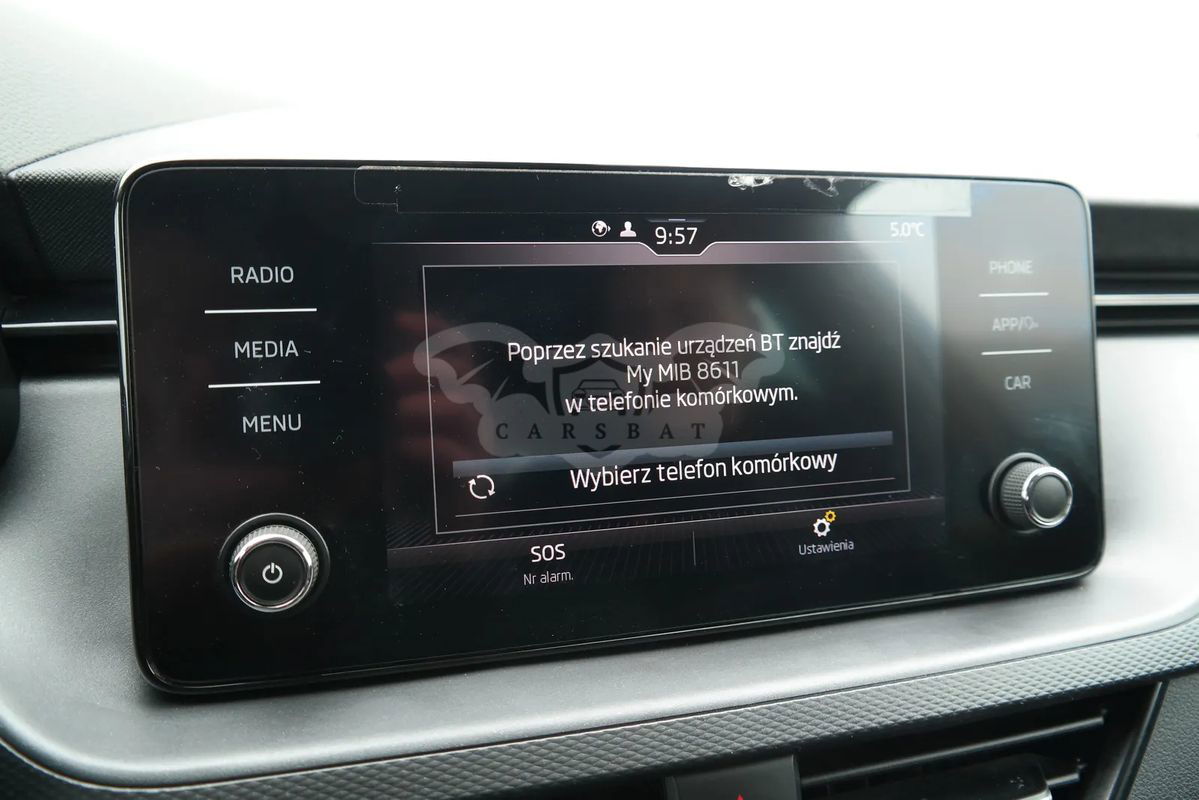 9:57
5.0°C
RADIO
MEDIA
MENU
Poprzez szukanie urządzeń BT znajdź
My MIB 8611
w telefonie komórkowym.
CARSBAT
Wybierz telefon komórkowy
SOS
Nr alarm.
Ustawienia
PHONE
APP/
CAR